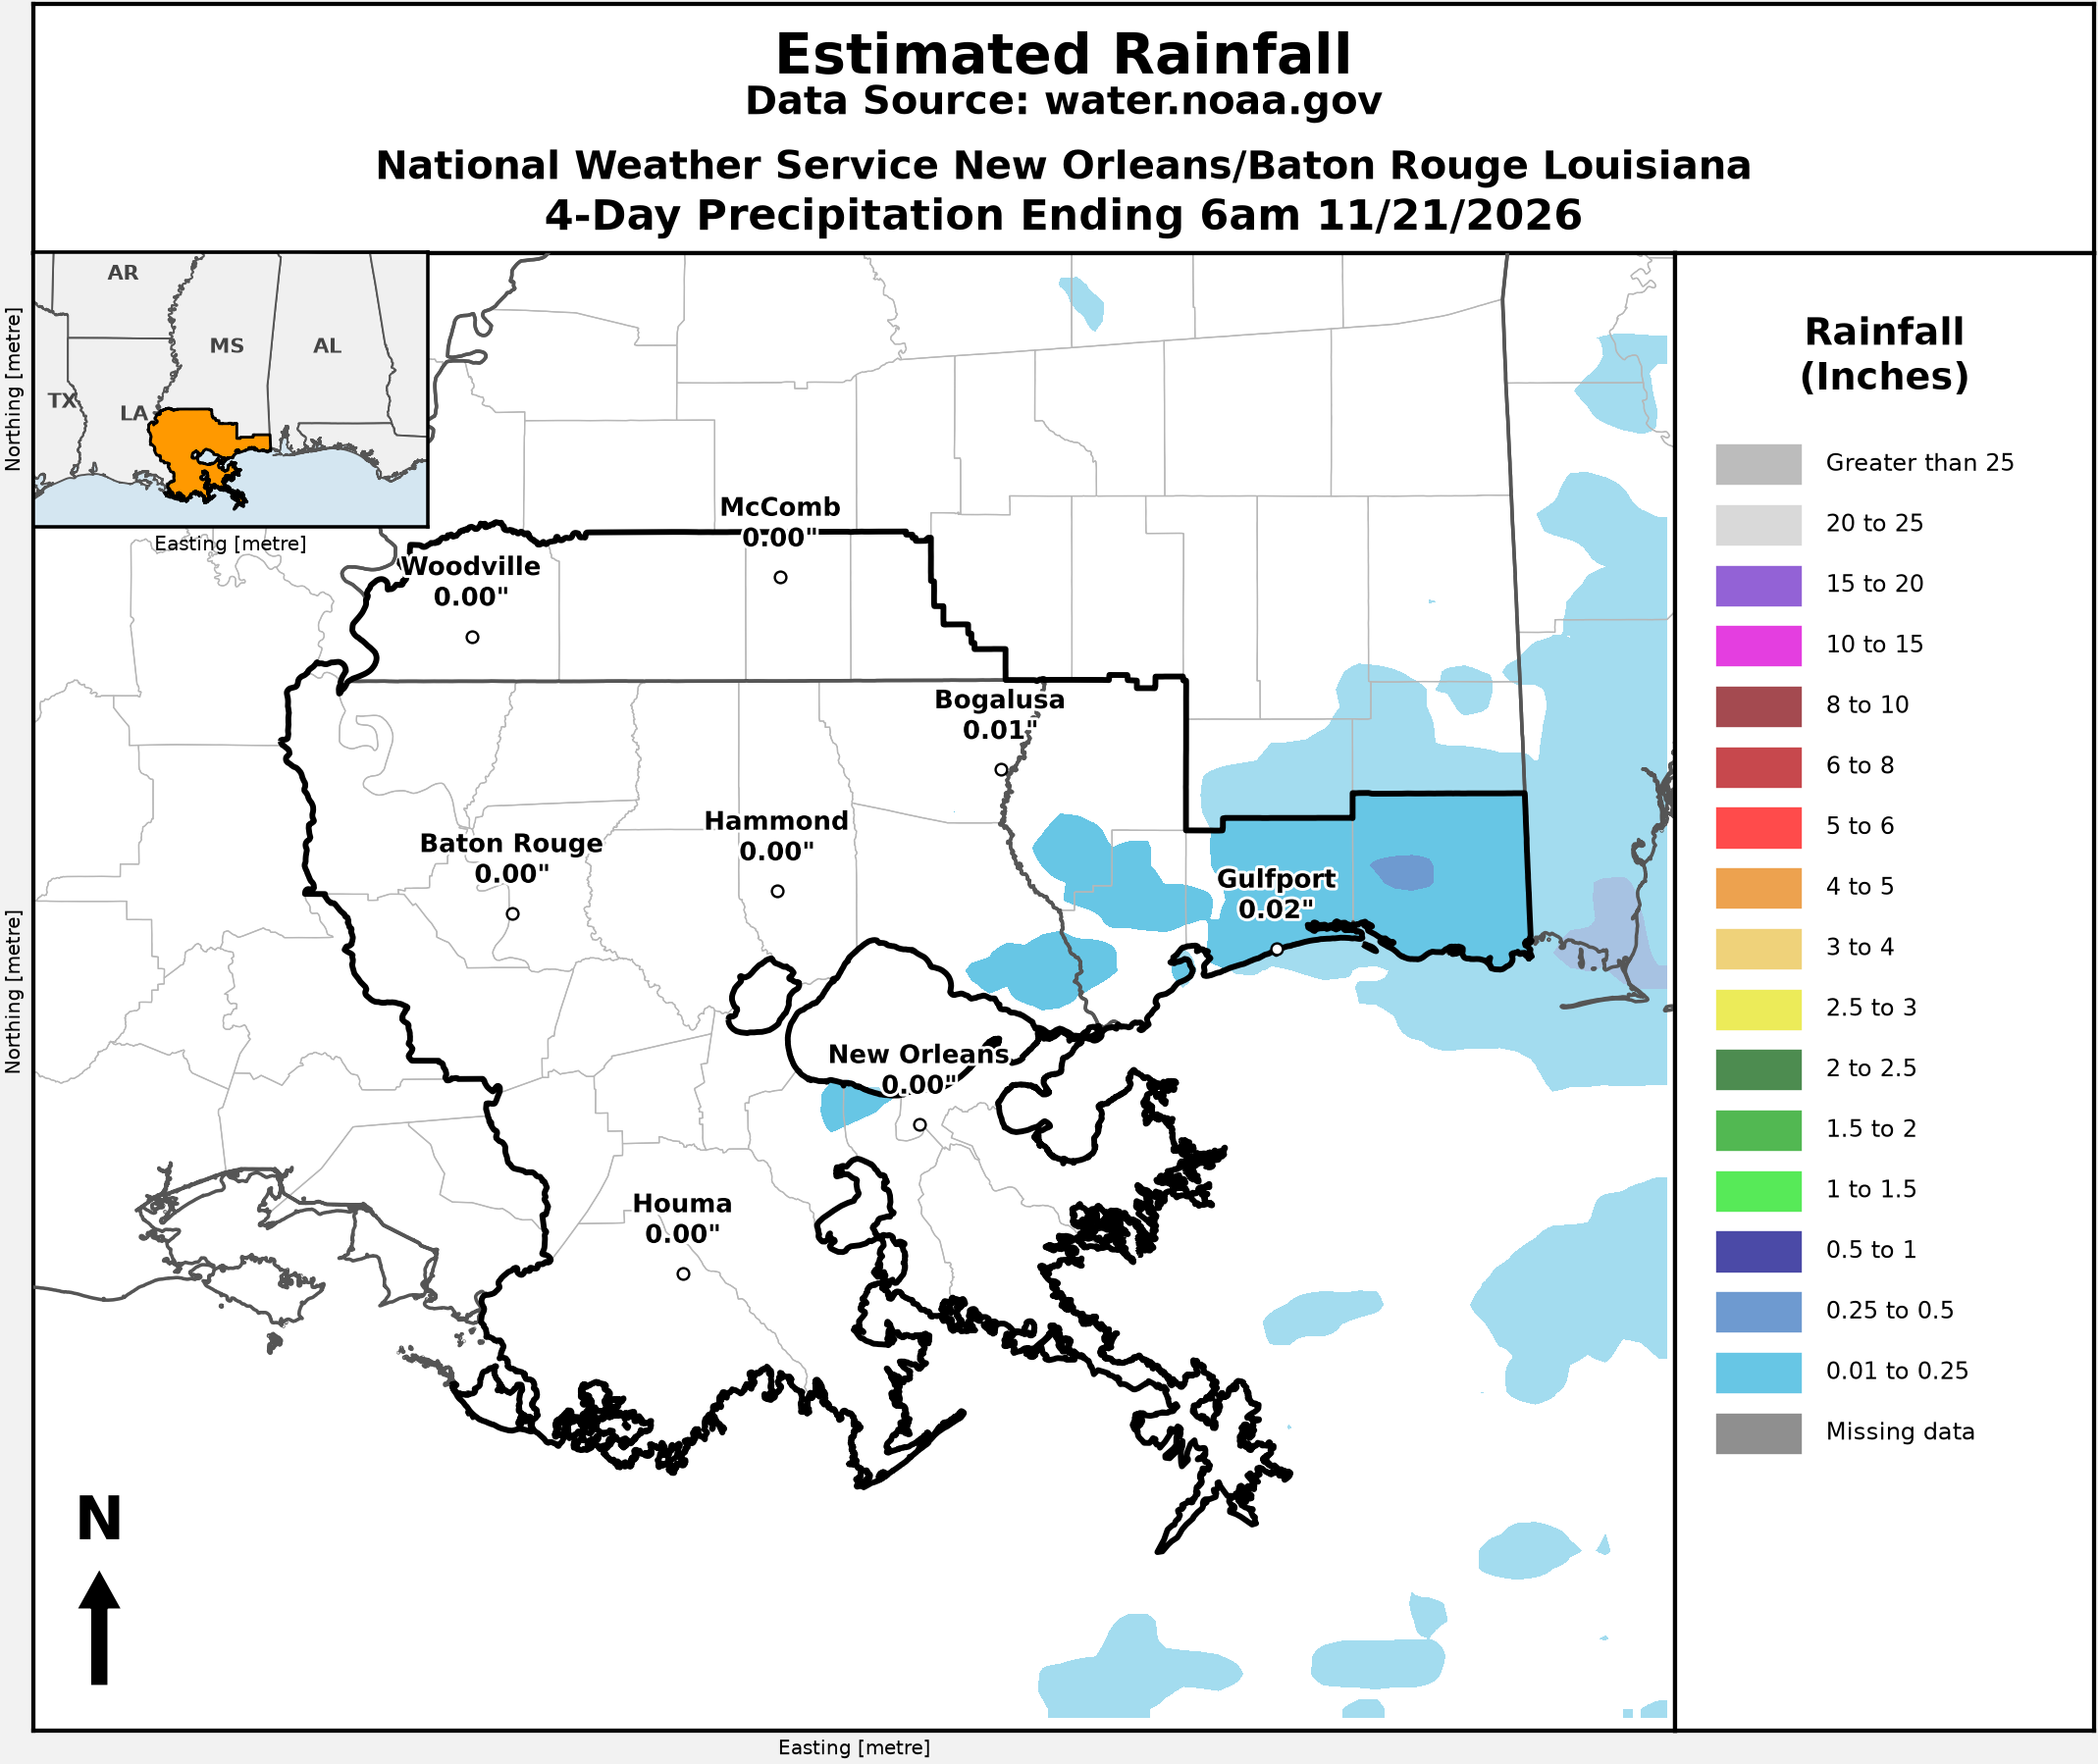 Estimated Rainfall
Data Source: water.noaa.gov
National Weather Service New Orleans/Baton Rouge Louisiana
4-Day Precipitation Ending 6am 11/21/2026
AR
MS
AL
TX
LA
Northing [metre]
Easting [metre]
McComb
0.00"
Woodville
0.00"
Bogalusa
0.01"
Hammond
0.00"
Baton Rouge
0.00"
Gulfport
0.02"
New Orleans
0.00"
Houma
0.00"
N
Northing [metre]
Easting [metre]
Rainfall
(Inches)
Greater than 25
20 to 25
15 to 20
10 to 15
8 to 10
6 to 8
5 to 6
4 to 5
3 to 4
2.5 to 3
2 to 2.5
1.5 to 2
1 to 1.5
0.5 to 1
0.25 to 0.5
0.01 to 0.25
Missing data